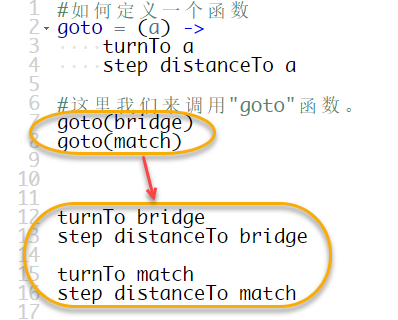 1 #如何定义一个函数
2 goto = (a) ->
3 ····turnTo a
4 ····step distanceTo a
5
6 #这里我们来调用"goto"函数。
7 goto(bridge)
8 goto(match)
9
10
11
12 turnTo bridge
13 step distanceTo bridge
14
15 turnTo match
16 step distanceTo match
17